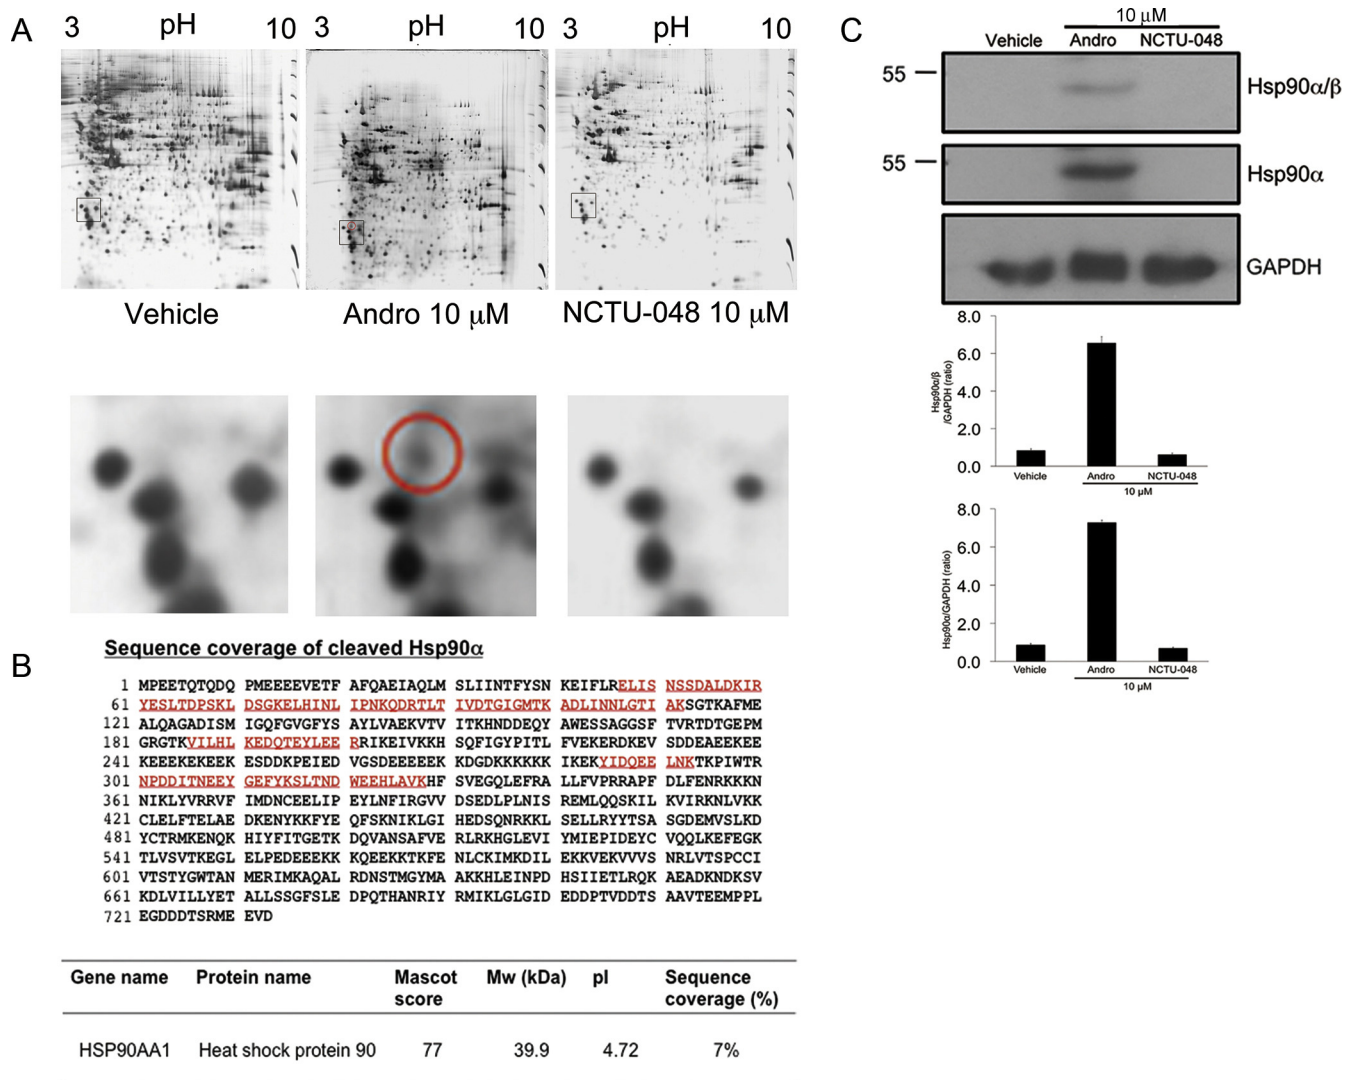 A
3 pH 10
3 pH 10
3 pH 10
Vehicle
Andro 10 μM
NCTU-048 10 μM
B
Sequence coverage of cleaved Hsp90α
1 MPEETQTQDQ PMEEEEVETF AFQAEIAQLM SLIINTFYSN KEIFLRELIS NSSDALDKIR
61 YESLTDPSKL DSGKELHINL IPNKQDRTLT IVDTGIGMTK ADLINNLGTI AKSGTKAFME
121 ALQAGADISM IGQFGVGFYS AYLVAEKVTV ITKHNDDEQY AWESSAGGSF TVRTDTGEPM
181 GRGTKVILHL KEDQTEYLEE RRIKEIVKKH SQFIGYPITL FVEKERDKEV SDDEAEEKEE
241 KEEEKEKEEK ESDDKPEIED VGSDEEEEEK KDGDKKKKKK IKEKYIDQEE LNKTKPIWTR
301 NPDDITNEEY GEFYKSLTND WEEHLAVKHF SVEGQLEFRA LLFVPRRAPF DLFENRKKKN
361 NIKLYVRRVF IMDNCEELIP EYLNFIRGVV DSEDLPLNIS REMLQQSKIL KVIRKNLVKK
421 CLELFTELAE DKENYKKFYE QFSKNIKLGI HEDSQNRKKL SELLRYYTSA SGDEMVSLKD
481 YCTRMKENQK HIYFITGETK DQVANSAFVE RLRKHGLEVI YMIEPIDEYC VQQLKEFEGK
541 TLVSVTKEGL ELPEDEEEKK KQEEKKTKFE NLCKIMKDIL EKKVEKVVVS NRLVTSPCCI
601 VTSTYGWTAN MERIMKAQAL RDNSTMGYMA AKKHLEINPD HSIIETLRQK AEADKNDKSV
661 KDLVILLYET ALLSSGFSLE DPQTHANRIY RMIKLGLGID EDDPTVDDTS AAVTEEMPPL
721 EGDDDTSRME EVD
Gene name Protein name Mascot score Mw (kDa) pI Sequence coverage (%)
HSP90AA1 Heat shock protein 90 77 39.9 4.72 7%
C
10 μM
Vehicle Andro NCTU-048
55 Hsp90α/β
55 Hsp90α
GAPDH
Hsp90α/β
/GAPDH (ratio)
8.0
6.0
4.0
2.0
0.0
Vehicle Andro NCTU-048
10 μM
Hsp90α/GAPDH (ratio)
8.0
6.0
4.0
2.0
0.0
Vehicle Andro NCTU-048
10 μM